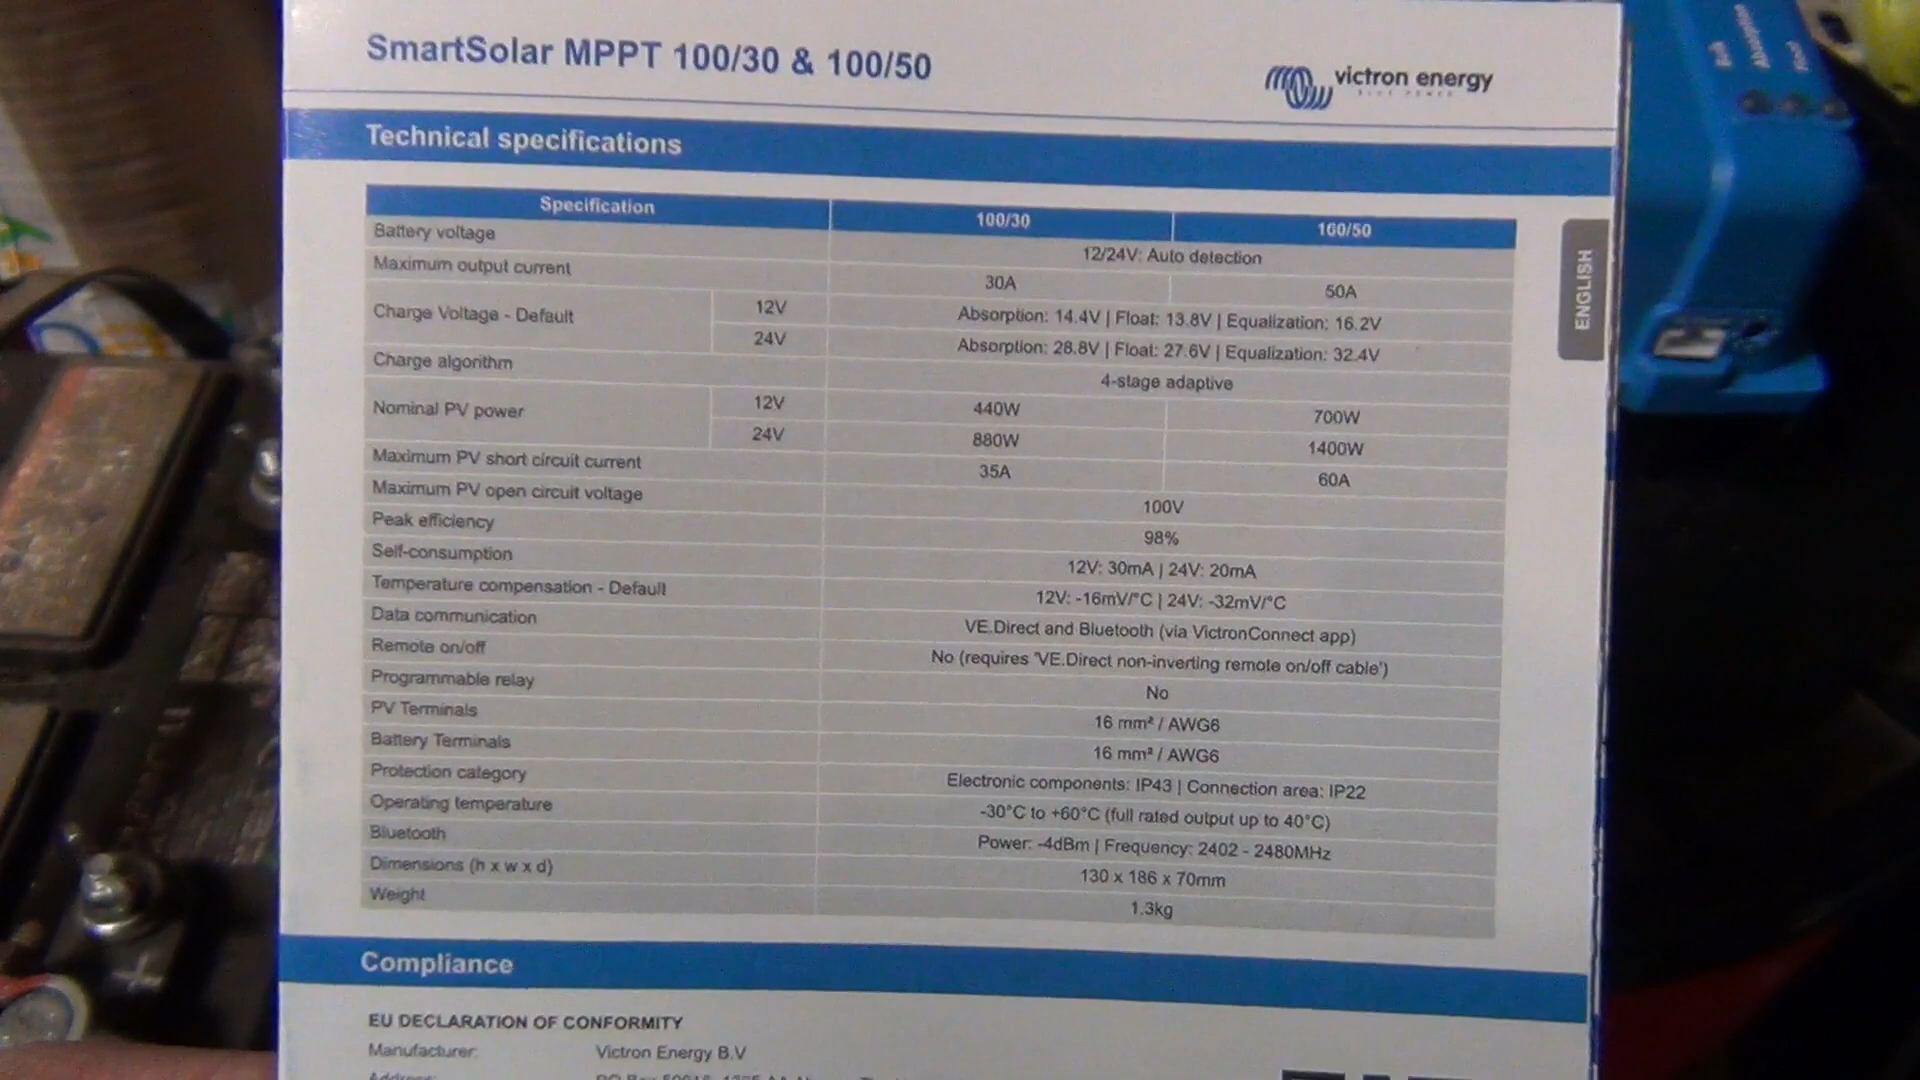 SmartSolar MPPT 100/30 & 100/50
victron energy
BLUE POWER
Technical specifications
Specification 100/30 100/50
Battery voltage 12/24V: Auto detection
Maximum output current 30A 50A
Charge Voltage - Default 12V Absorption: 14.4V | Float: 13.8V | Equalization: 16.2V
24V Absorption: 28.8V | Float: 27.6V | Equalization: 32.4V
Charge algorithm 4-stage adaptive
Nominal PV power 12V 440W 700W
24V 880W 1400W
Maximum PV short circuit current 35A 60A
Maximum PV open circuit voltage 100V
Peak efficiency 98%
Self-consumption 12V: 30mA | 24V: 20mA
Temperature compensation - Default 12V: -16mV/°C | 24V: -32mV/°C
Data communication VE.Direct and Bluetooth (via VictronConnect app)
Remote on/off No (requires 'VE.Direct non-inverting remote on/off cable')
Programmable relay No
PV Terminals 16 mm² / AWG6
Battery Terminals 16 mm² / AWG6
Protection category Electronic components: IP43 | Connection area: IP22
Operating temperature -30°C to +60°C (full rated output up to 40°C)
Bluetooth Power: -4dBm | Frequency: 2402 - 2480MHz
Dimensions (h x w x d) 130 x 186 x 70mm
Weight 1.3kg
ENGLISH
Compliance
EU DECLARATION OF CONFORMITY
Manufacturer: Victron Energy B.V
Address:
Bulk
Absorption
Float